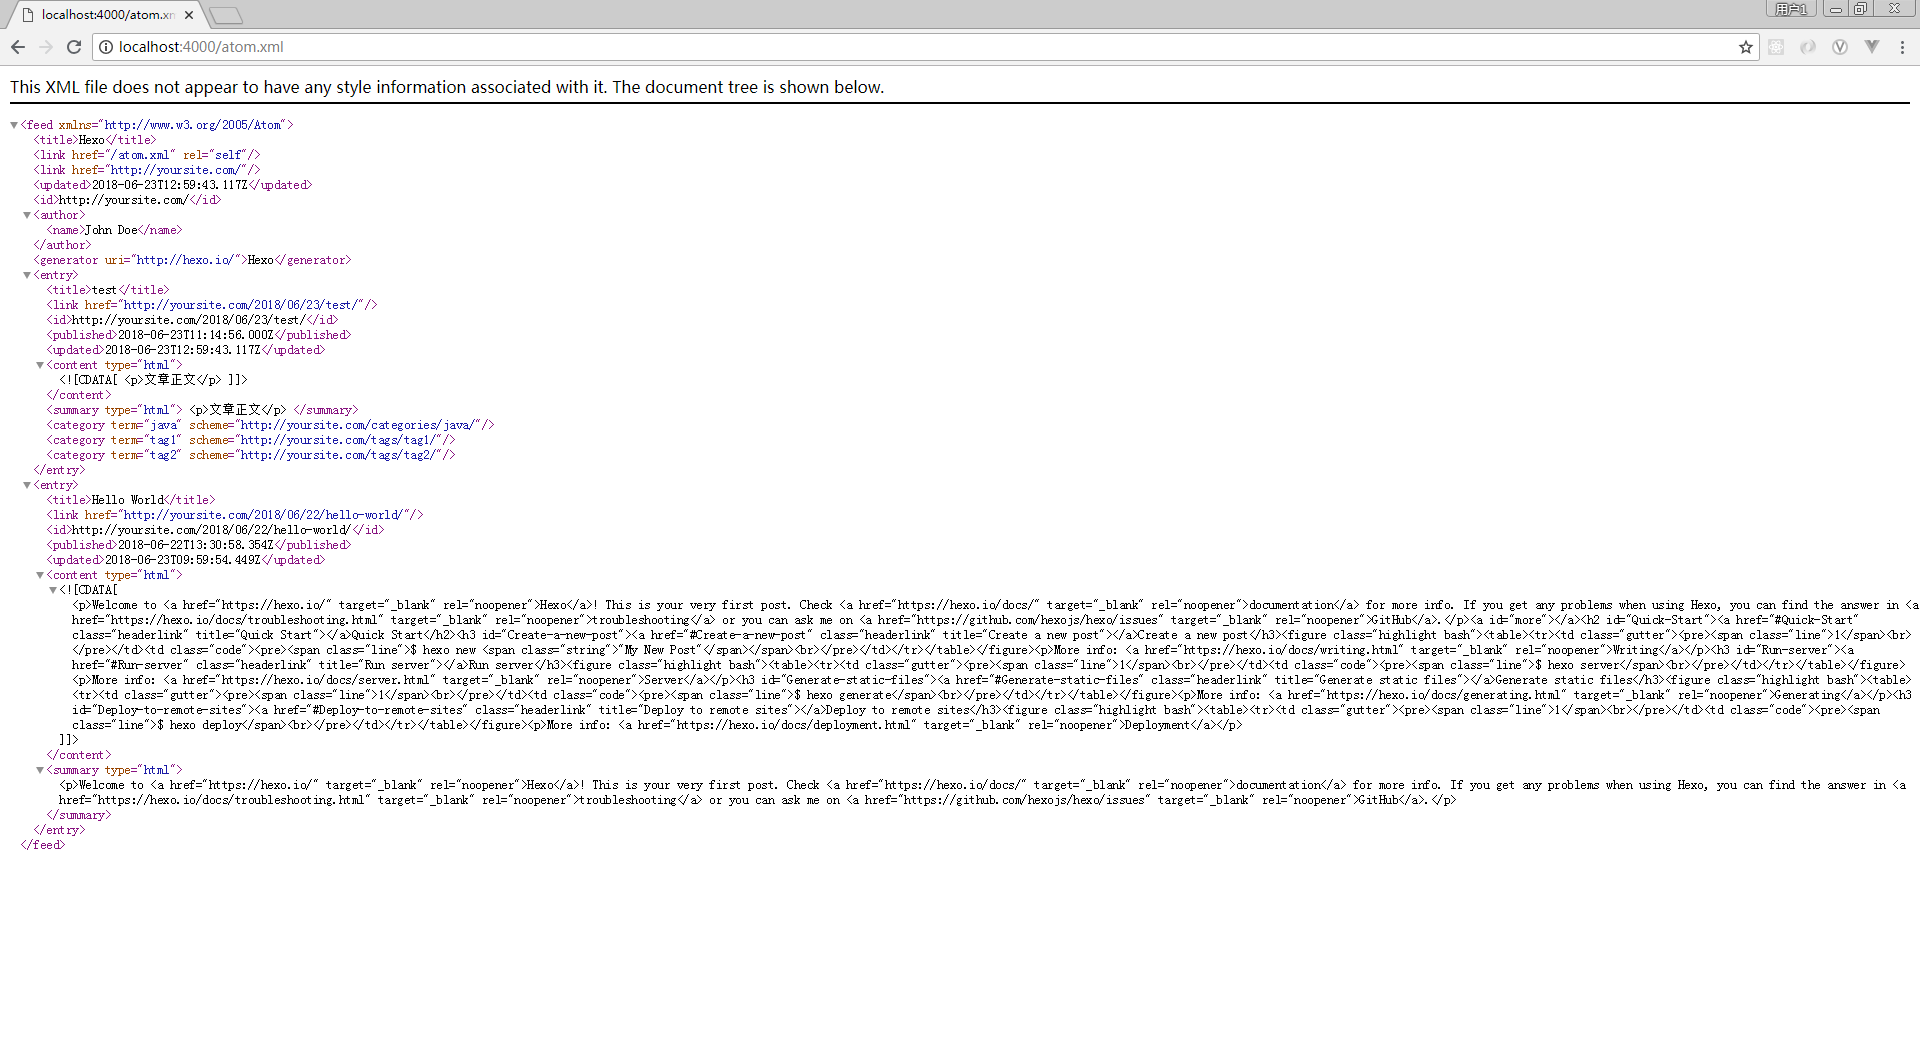 localhost:4000/atom.xm
用户1
localhost:4000/atom.xml
This XML file does not appear to have any style information associated with it. The document tree is shown below.
<feed xmlns="http://www.w3.org/2005/Atom">
<title>Hexo</title>
<link href="/atom.xml" rel="self"/>
<link href="http://yoursite.com/"/>
<updated>2018-06-23T12:59:43.117Z</updated>
<id>http://yoursite.com/</id>
<author>
<name>John Doe</name>
</author>
<generator uri="http://hexo.io/">Hexo</generator>
<entry>
<title>test</title>
<link href="http://yoursite.com/2018/06/23/test/"/>
<id>http://yoursite.com/2018/06/23/test/</id>
<published>2018-06-23T11:14:56.000Z</published>
<updated>2018-06-23T12:59:43.117Z</updated>
<content type="html">
<![CDATA[ <p>文章正文</p> ]]>
</content>
<summary type="html"> <p>文章正文</p> </summary>
<category term="java" scheme="http://yoursite.com/categories/java/"/>
<category term="tag1" scheme="http://yoursite.com/tags/tag1/"/>
<category term="tag2" scheme="http://yoursite.com/tags/tag2/"/>
</entry>
<entry>
<title>Hello World</title>
<link href="http://yoursite.com/2018/06/22/hello-world/"/>
<id>http://yoursite.com/2018/06/22/hello-world/</id>
<published>2018-06-22T13:30:58.354Z</published>
<updated>2018-06-23T09:59:54.449Z</updated>
<content type="html">
<![CDATA[
<p>Welcome to <a href="https://hexo.io/" target="_blank" rel="noopener">Hexo</a>! This is your very first post. Check <a href="https://hexo.io/docs/" target="_blank" rel="noopener">documentation</a> for more info. If you get any problems when using Hexo, you can find the answer in <a
href="https://hexo.io/docs/troubleshooting.html" target="_blank" rel="noopener">troubleshooting</a> or you can ask me on <a href="https://github.com/hexojs/hexo/issues" target="_blank" rel="noopener">GitHub</a>.</p><a id="more"></a><h2 id="Quick-Start"><a href="#Quick-Start"
class="headerlink" title="Quick Start"></a>Quick Start</h2><h3 id="Create-a-new-post"><a href="#Create-a-new-post" class="headerlink" title="Create a new post"></a>Create a new post</h3><figure class="highlight bash"><table><tr><td class="gutter"><pre><span class="line">1</span><br>
</pre></td><td class="code"><pre><span class="line">$ hexo new <span class="string">"My New Post"</span></span><br></pre></td></tr></table></figure><p>More info: <a href="https://hexo.io/docs/writing.html" target="_blank" rel="noopener">Writing</a></p><h3 id="Run-server"><a
href="#Run-server" class="headerlink" title="Run server"></a>Run server</h3><figure class="highlight bash"><table><tr><td class="gutter"><pre><span class="line">1</span><br></pre></td><td class="code"><pre><span class="line">$ hexo server</span><br></pre></td></tr></table></figure>
<p>More info: <a href="https://hexo.io/docs/server.html" target="_blank" rel="noopener">Server</a></p><h3 id="Generate-static-files"><a href="#Generate-static-files" class="headerlink" title="Generate static files"></a>Generate static files</h3><figure class="highlight bash"><table>
<tr><td class="gutter"><pre><span class="line">1</span><br></pre></td><td class="code"><pre><span class="line">$ hexo generate</span><br></pre></td></tr></table></figure><p>More info: <a href="https://hexo.io/docs/generating.html" target="_blank" rel="noopener">Generating</a></p><h3
id="Deploy-to-remote-sites"><a href="#Deploy-to-remote-sites" class="headerlink" title="Deploy to remote sites"></a>Deploy to remote sites</h3><figure class="highlight bash"><table><tr><td class="gutter"><pre><span class="line">1</span><br></pre></td><td class="code"><pre><span
class="line">$ hexo deploy</span><br></pre></td></tr></table></figure><p>More info: <a href="https://hexo.io/docs/deployment.html" target="_blank" rel="noopener">Deployment</a></p>
]]>
</content>
<summary type="html">
<p>Welcome to <a href="https://hexo.io/" target="_blank" rel="noopener">Hexo</a>! This is your very first post. Check <a href="https://hexo.io/docs/" target="_blank" rel="noopener">documentation</a> for more info. If you get any problems when using Hexo, you can find the answer in <a
href="https://hexo.io/docs/troubleshooting.html" target="_blank" rel="noopener">troubleshooting</a> or you can ask me on <a href="https://github.com/hexojs/hexo/issues" target="_blank" rel="noopener">GitHub</a>.</p>
</summary>
</entry>
</feed>